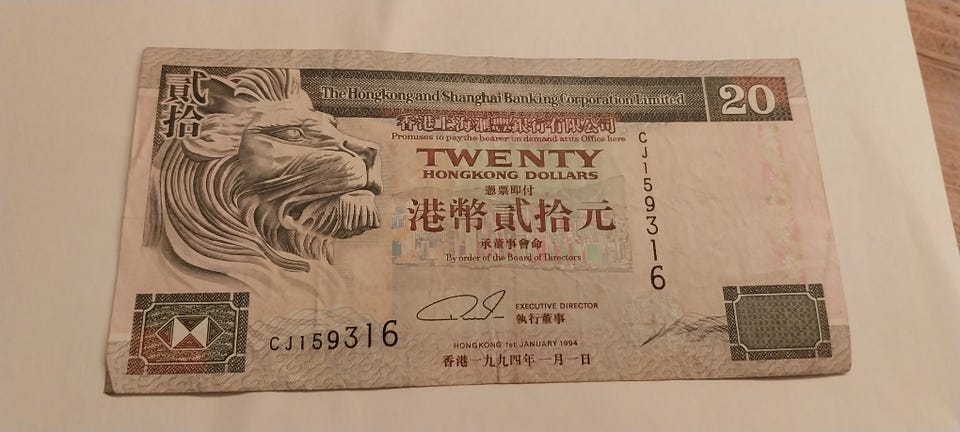 貳拾
The Hongkong and Shanghai Banking Corporation Limited
20
香港上海滙豐銀行有限公司
Promises to pay the bearer on demand at its Office here
TWENTY
HONGKONG DOLLARS
憑票即付
港幣貳拾元
承董事會命
By order of the Board of Directors
CJ159316
EXECUTIVE DIRECTOR
執行董事
CJ159316
HONGKONG 1st JANUARY 1994
香港一九九四年一月一日